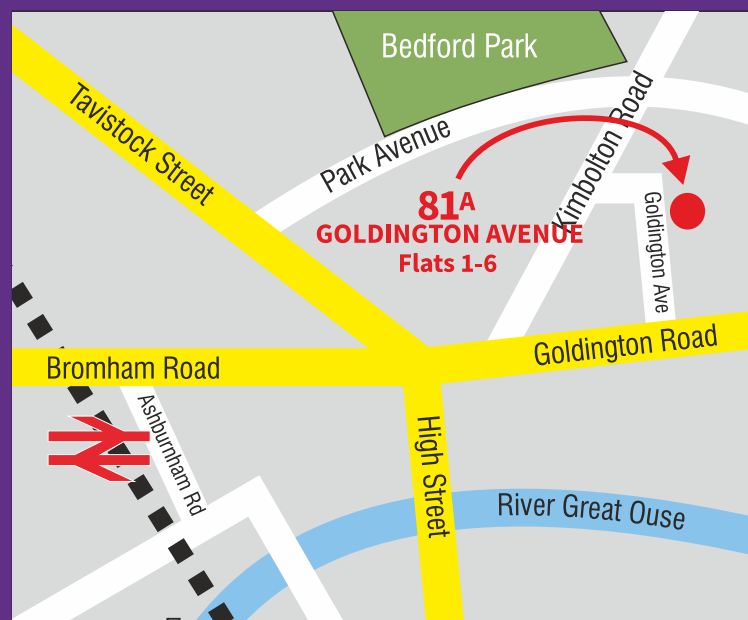 Bedford Park
Tavistock Street
Park Avenue
Kimbolton Road
81A
GOLDINGTON AVENUE
Flats 1-6
Goldington Ave
Goldington Road
Bromham Road
Ashburnham Rd
High Street
River Great Ouse